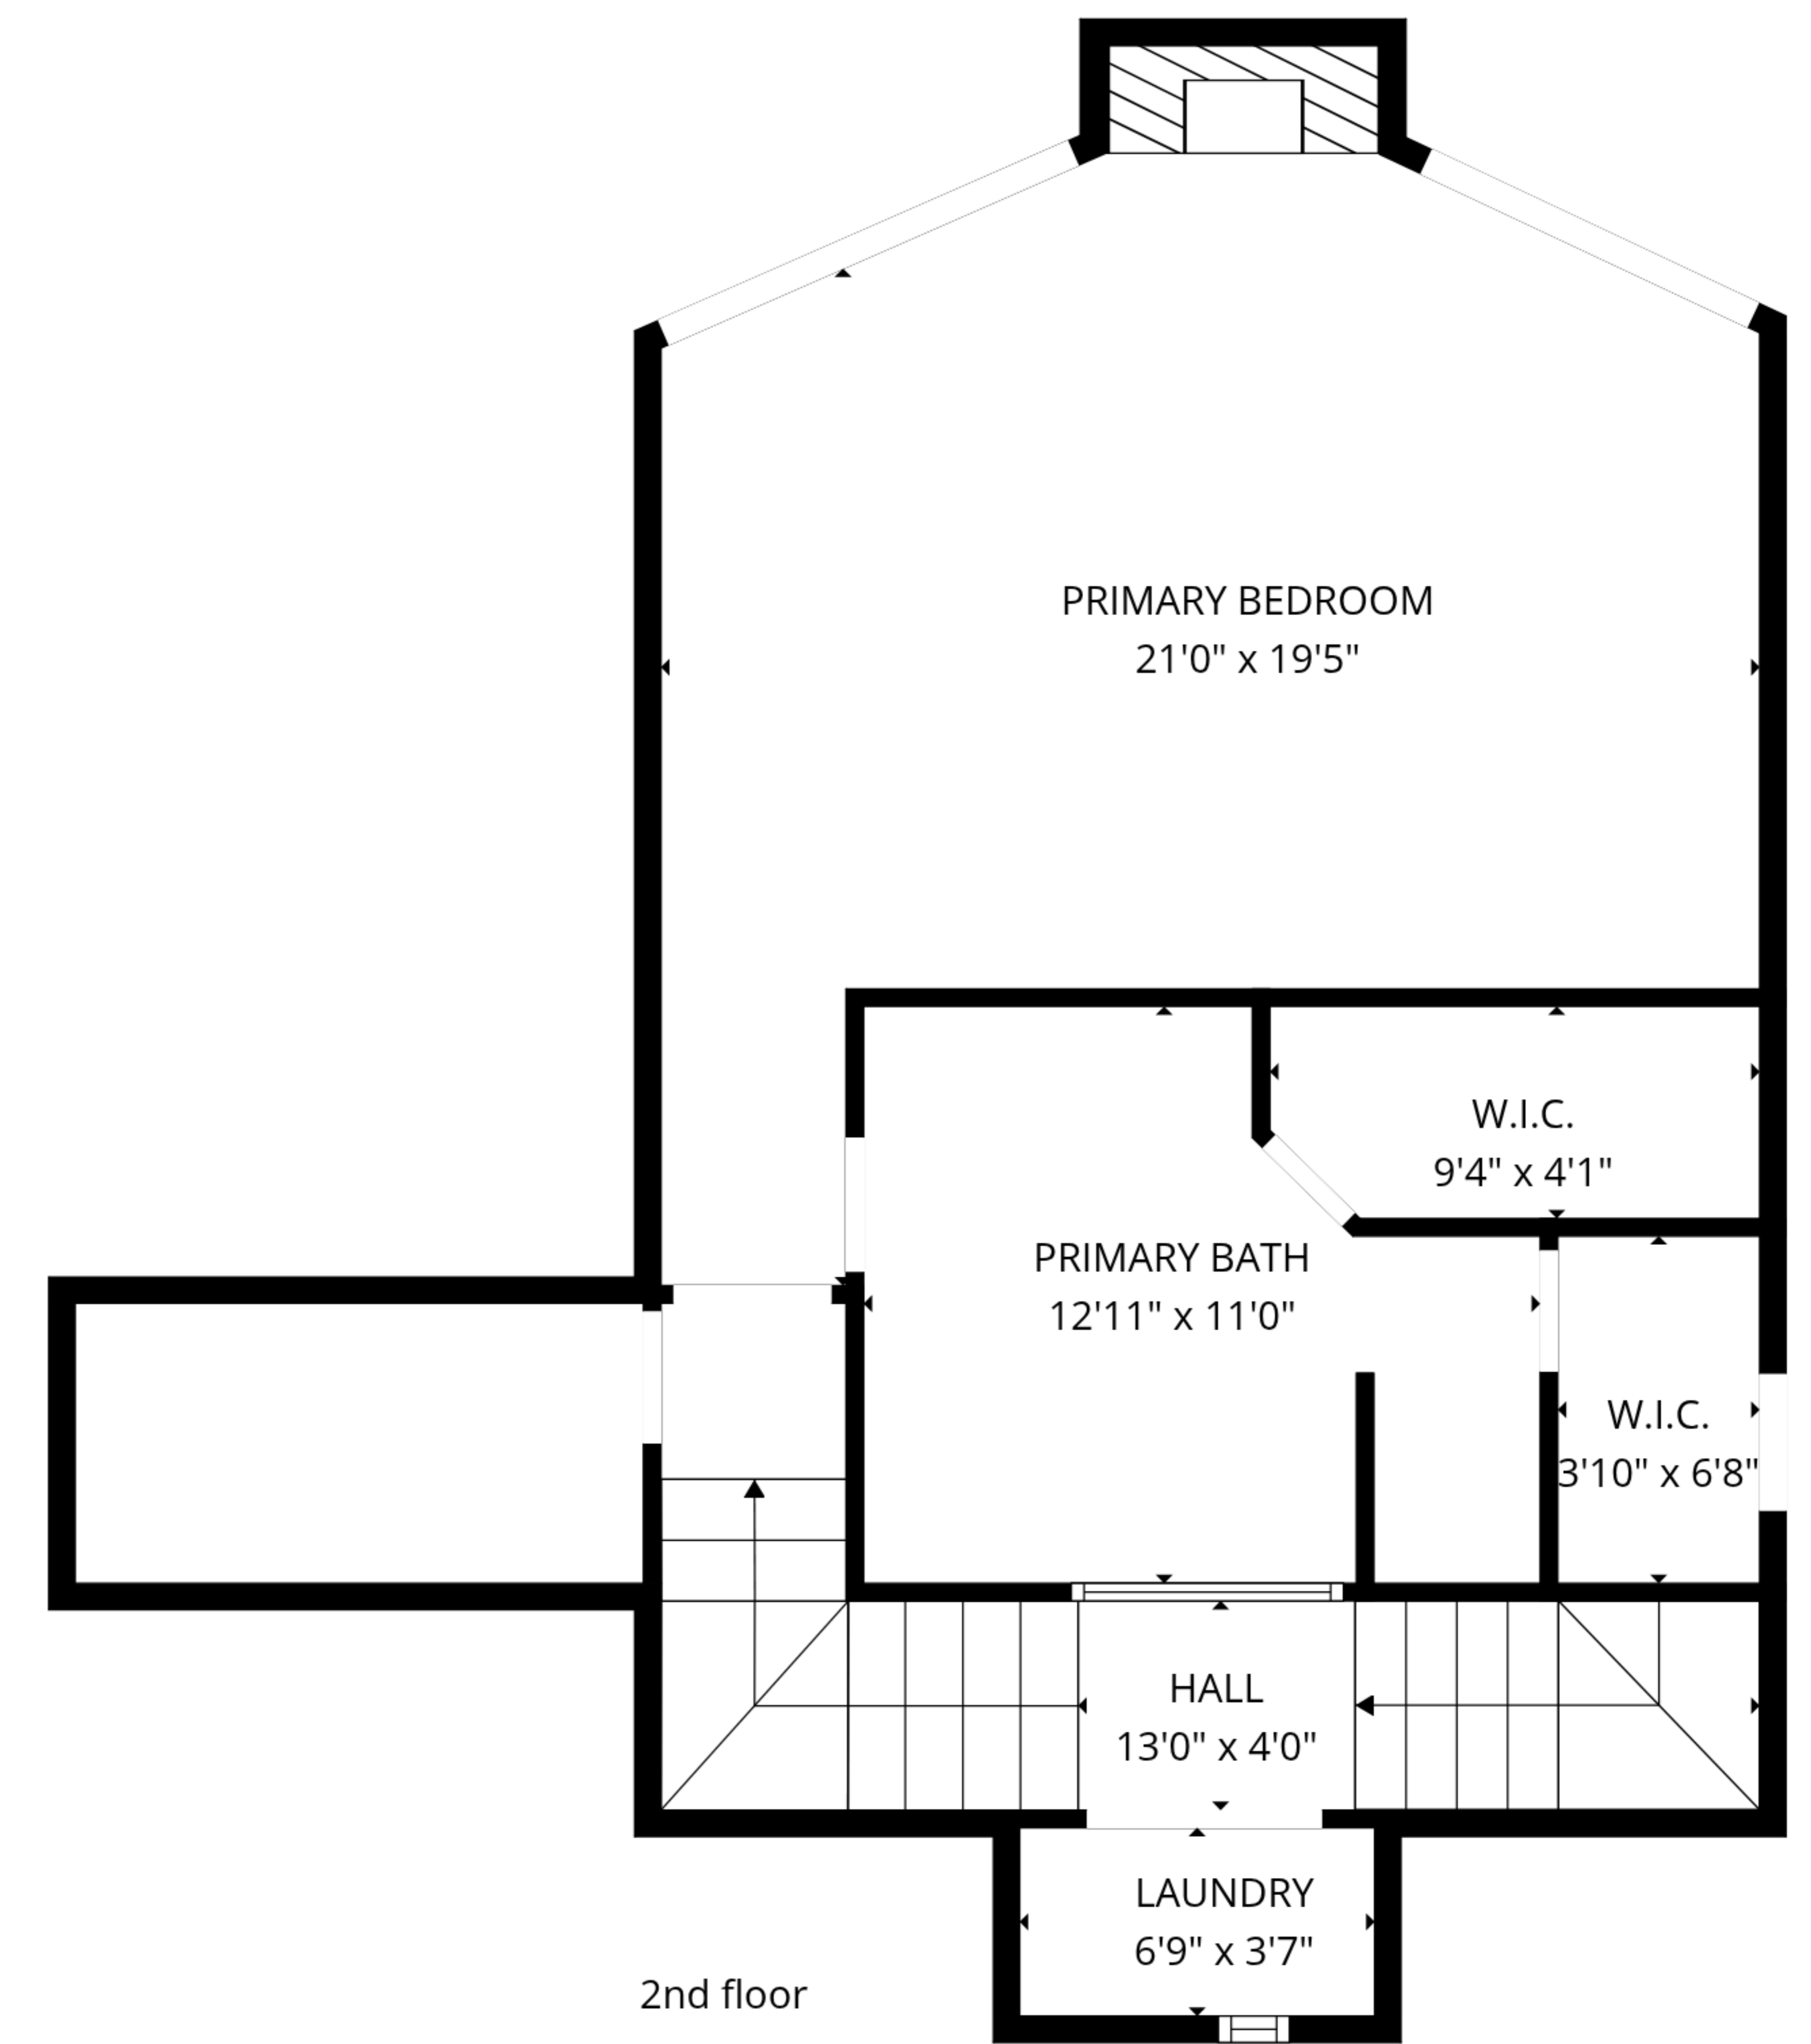 PRIMARY BEDROOM
21'0" x 19'5"
W.I.C.
9'4" x 4'1"
PRIMARY BATH
12'11" x 11'0"
W.I.C.
3'10" x 6'8"
HALL
13'0" x 4'0"
LAUNDRY
6'9" x 3'7"
2nd floor